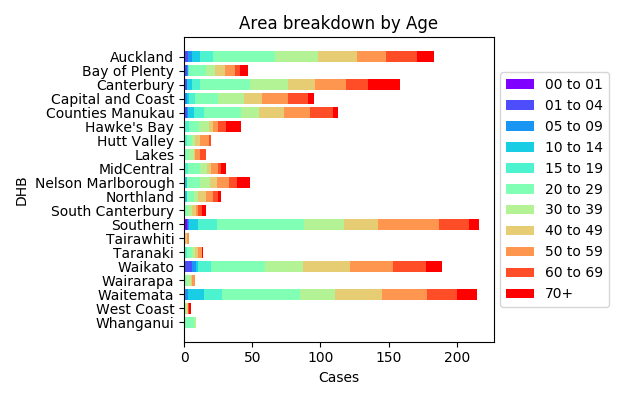 Area breakdown by Age
DHB
Auckland
Bay of Plenty
Canterbury
Capital and Coast
Counties Manukau
Hawke's Bay
Hutt Valley
Lakes
MidCentral
Nelson Marlborough
Northland
South Canterbury
Southern
Tairawhiti
Taranaki
Waikato
Wairarapa
Waitemata
West Coast
Whanganui
0 50 100 150 200
Cases
00 to 01
01 to 04
05 to 09
10 to 14
15 to 19
20 to 29
30 to 39
40 to 49
50 to 59
60 to 69
70+